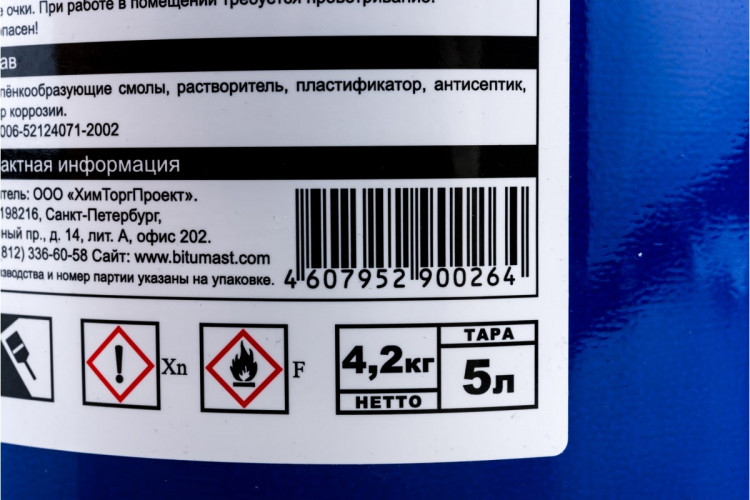 е очки. При работе в помещении требуется проветривание.
пасен!
ав
лёнкообразующие смолы, растворитель, пластификатор, антисептик,
р коррозии.
006-52124071-2002
актная информация
тель: ООО «ХимТоргПроект».
198216, Санкт-Петербург,
ный пр., д. 14, лит. А, офис 202.
812) 336-60-58 Сайт: www.bitumast.com
зводства и номер партии указаны на упаковке.
4 607952 900264
Xn
F
4,2кг
НЕТТО
ТАРА
5л